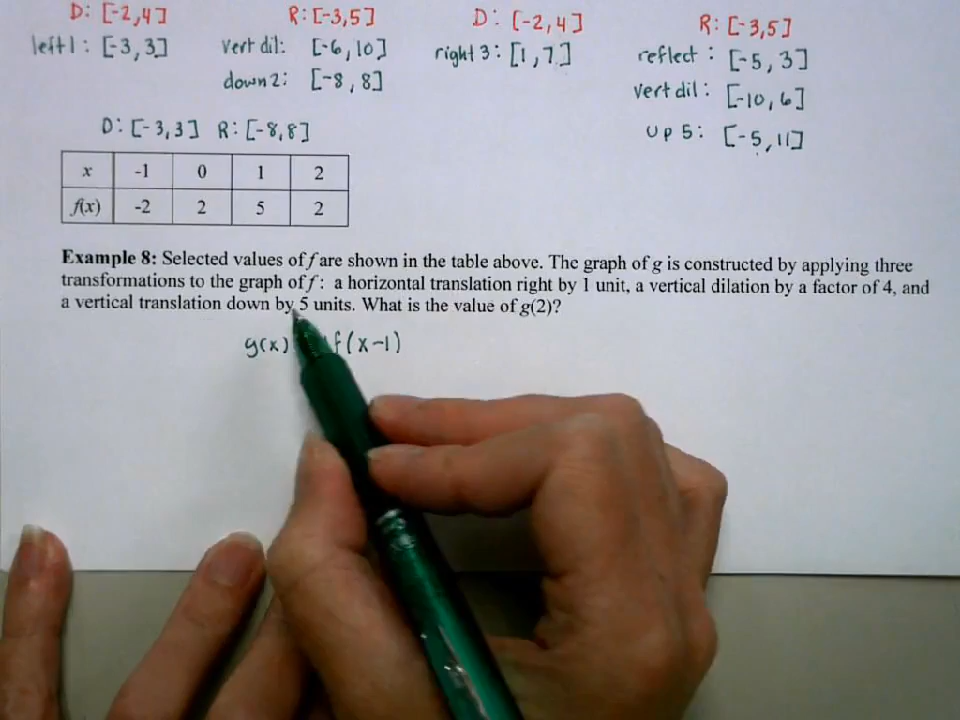 D: [-2,4] R: [-3,5] D: [-2,4] R: [-3,5]
left 1: [-3,3] vert dil: [-6,10] right 3: [1,7] reflect: [-5,3]
down 2: [-8,8] vert dil: [-10,6]
D: [-3,3] R: [-8,8] up 5: [-5,11]
x -1 0 1 2
f(x) -2 2 5 2
Example 8: Selected values of f are shown in the table above. The graph of g is constructed by applying three
transformations to the graph of f: a horizontal translation right by 1 unit, a vertical dilation by a factor of 4, and
a vertical translation down by 5 units. What is the value of g(2)?
g(x) f(x-1)